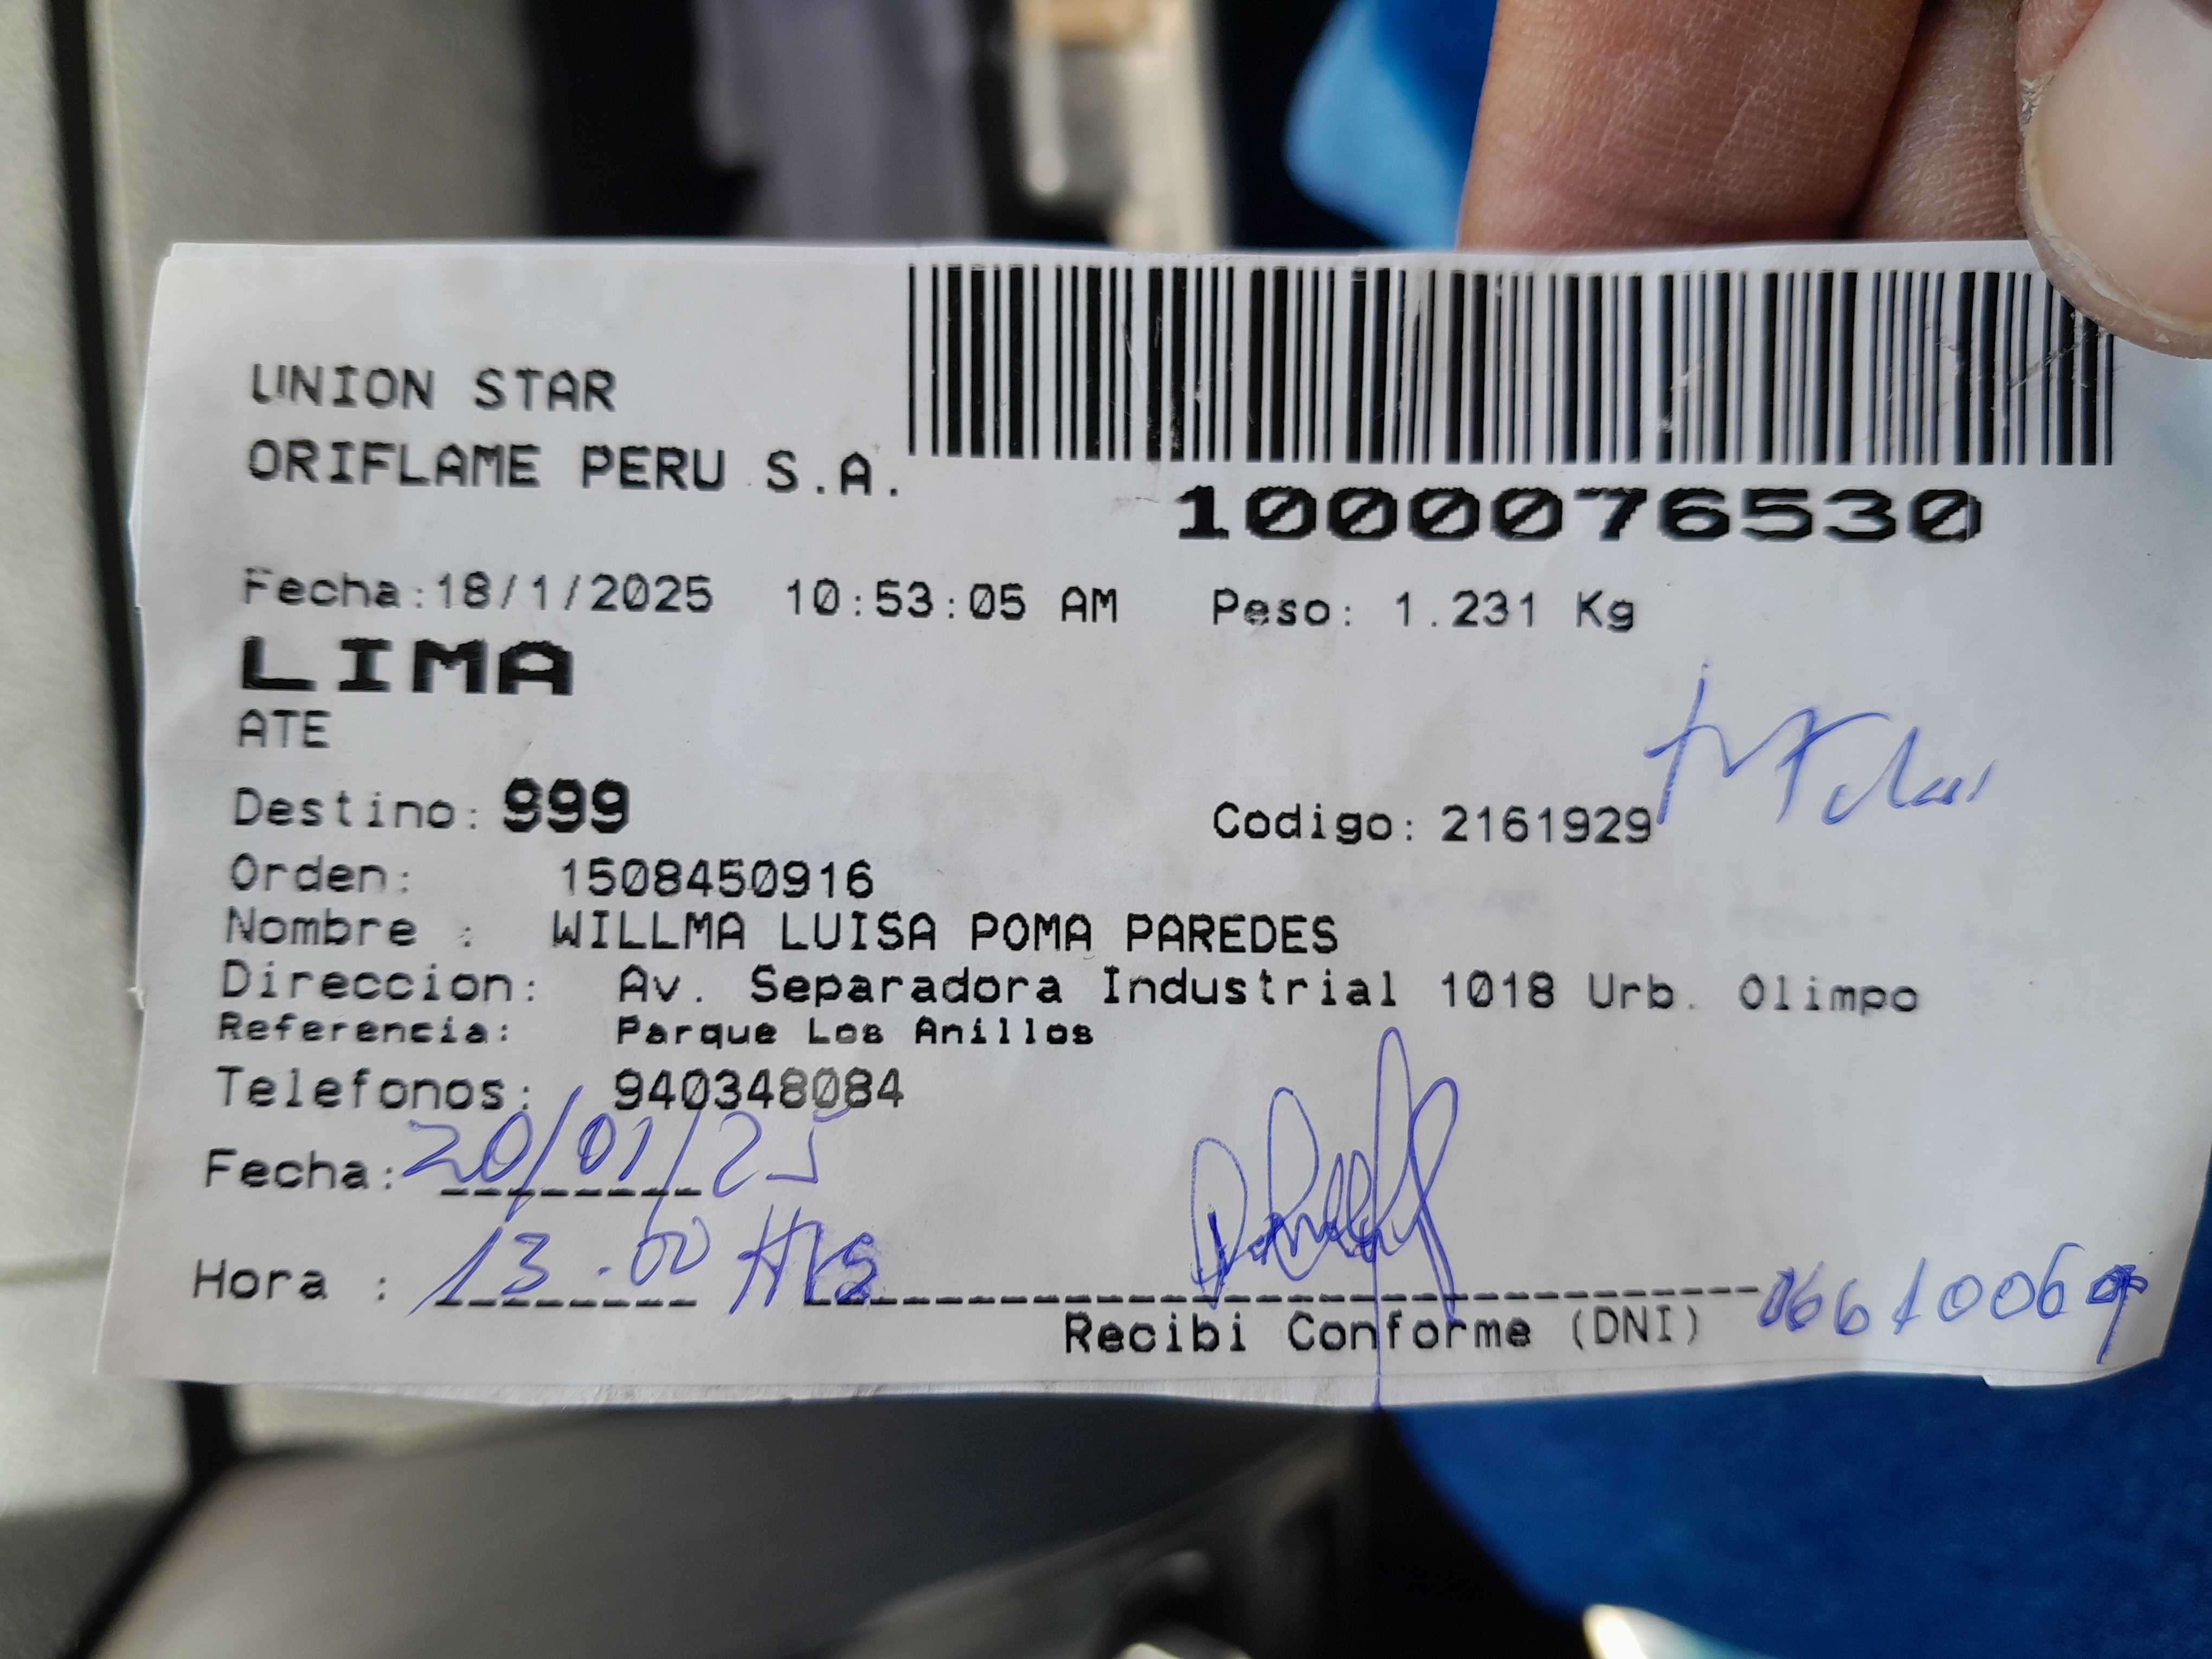 UNION STAR
ORIFLAME PERU S.A.
1000076530
Fecha:18/1/2025 10:53:05 AM Peso: 1.231 Kg
LIMA
ATE
Destino: 999 Codigo: 2161929
Orden: 1508450916
Nombre : WILLMA LUISA POMA PAREDES
Direccion: Av. Separadora Industrial 1018 Urb. Olimpo
Referencia: Parque Los Anillos
Telefonos: 940348084
Fecha: 20/01/25
Hora : 13.00 Hrs
Recibi Conforme (DNI)